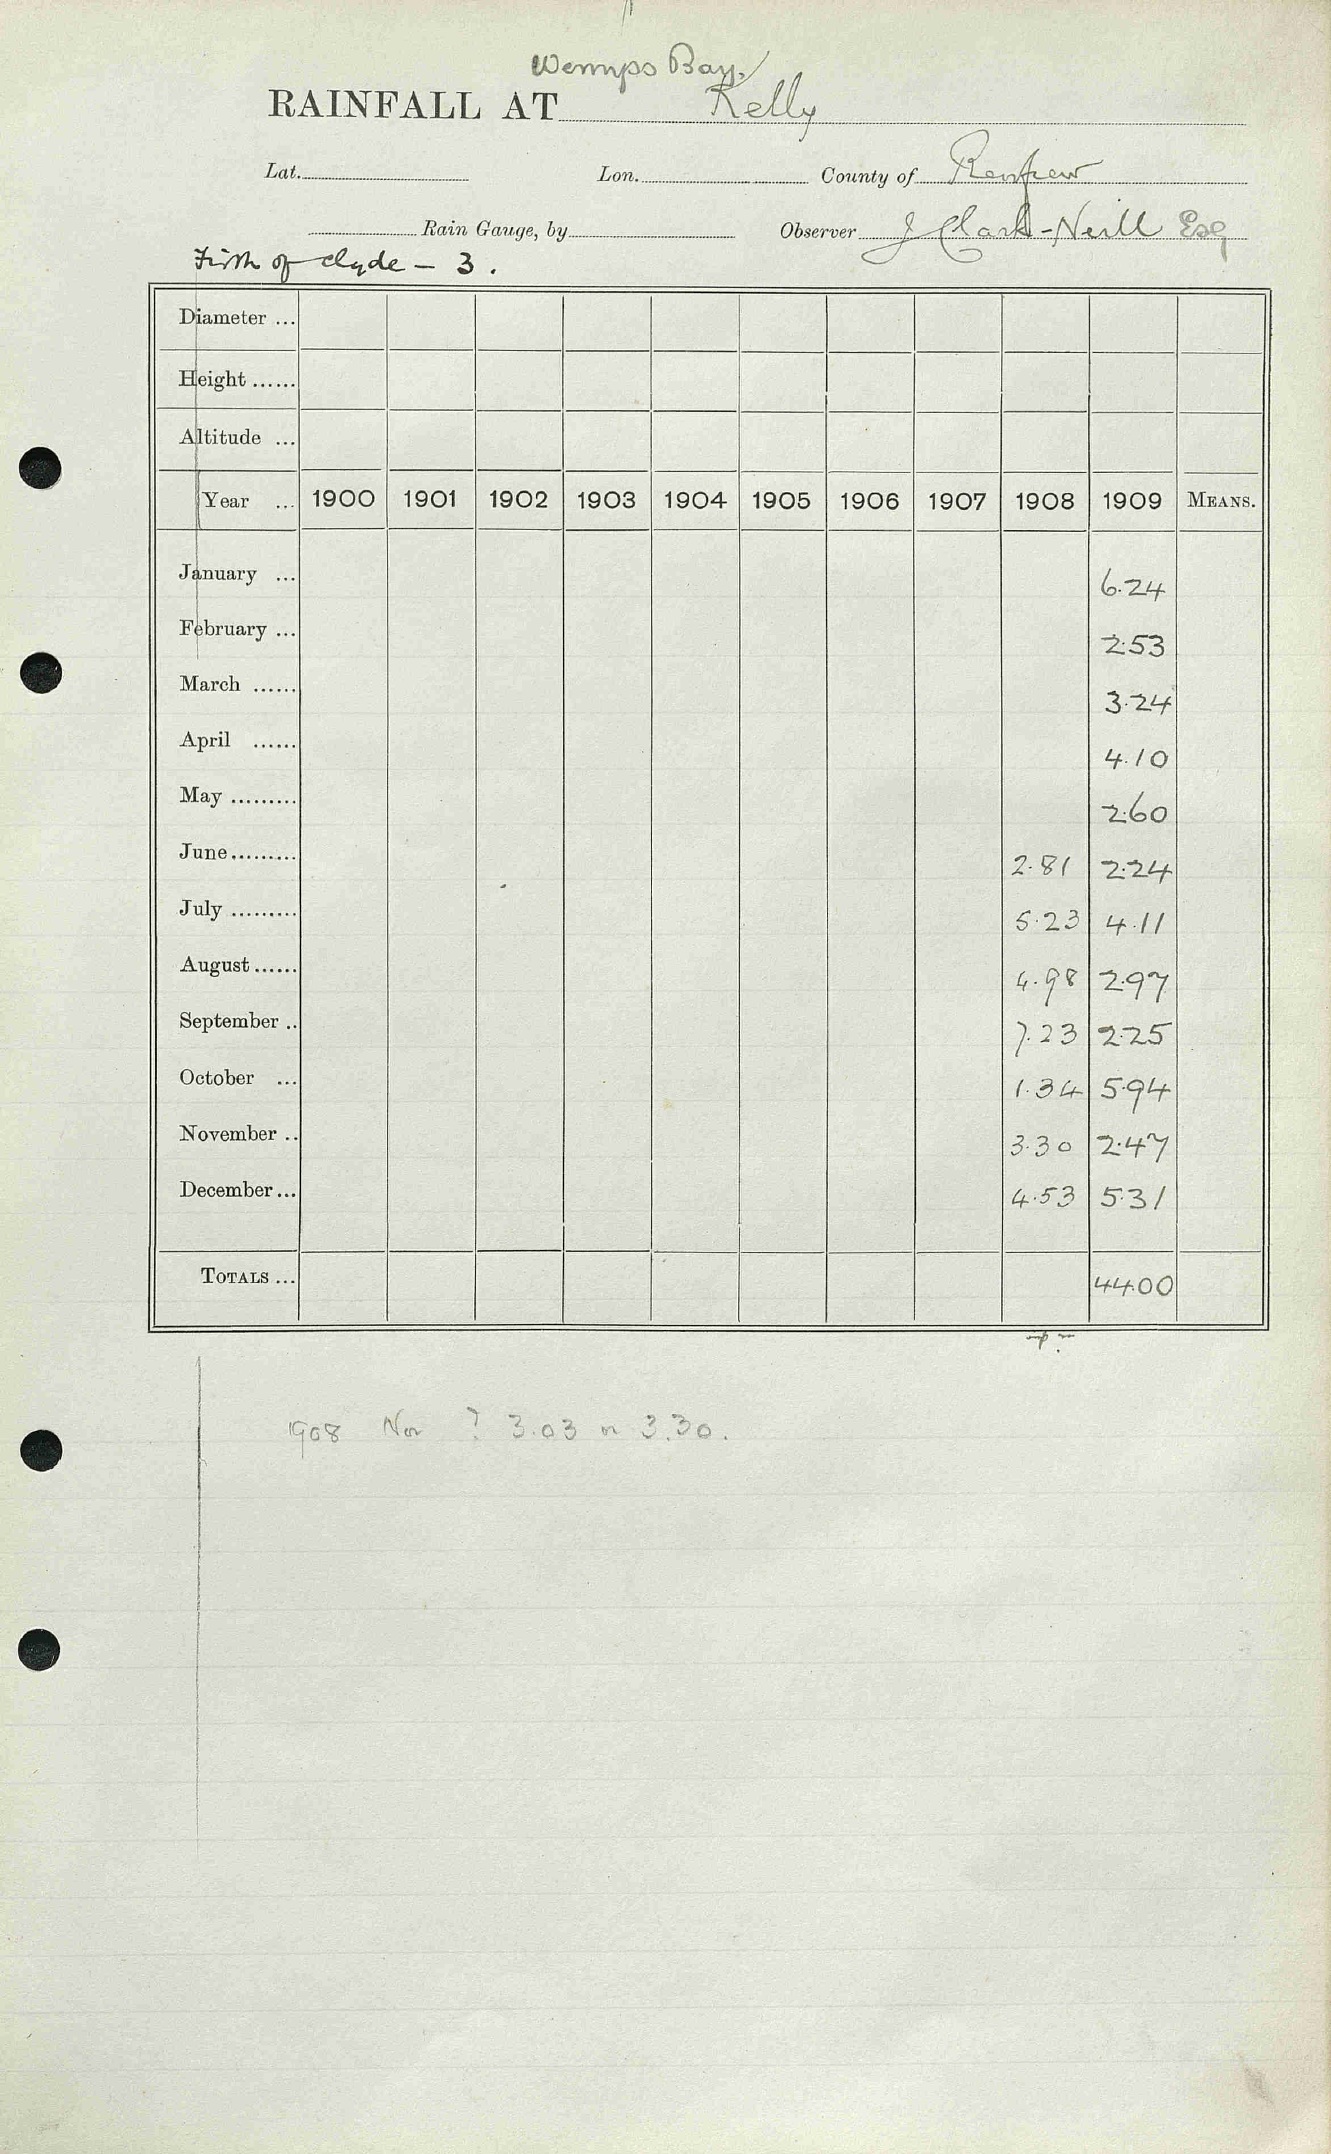 Wemyss Bay,
RAINFALL AT Kelly
Lat. Lon. County of Renfrew
Rain Gauge, by Observer J Clark-Neill Esq
Firth of Clyde – 3.
Diameter ...
Height ......
Altitude ...
Year ... 1900 1901 1902 1903 1904 1905 1906 1907 1908 1909 MEANS.
January ... 6.24
February ... 2.53
March ...... 3.24
April ...... 4.10
May ......... 2.60
June ......... 2.81 2.24
July ......... 5.23 4.11
August ...... 4.98 2.97
September .. 7.23 2.25
October ... 1.34 5.94
November .. 3.30 2.47
December ... 4.53 5.31
TOTALS ... 44.00
1908 Nov ? 3.03 or 3.30.